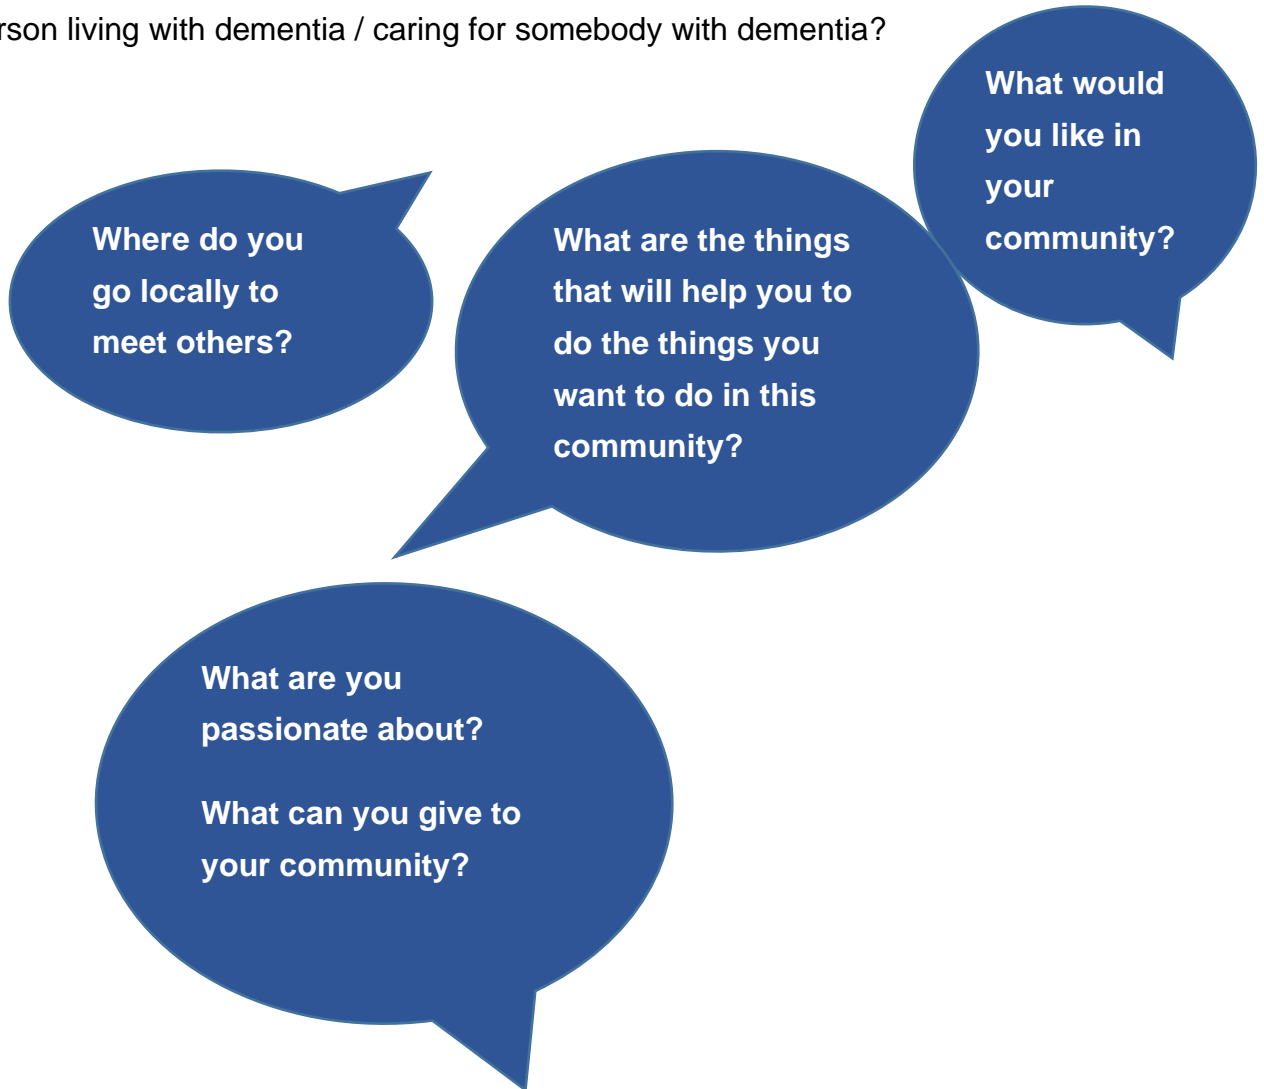 rson living with dementia / caring for somebody with dementia?
What would
you like in
your
community?
Where do you
go locally to
meet others?
What are the things
that will help you to
do the things you
want to do in this
community?
What are you
passionate about?
What can you give to
your community?